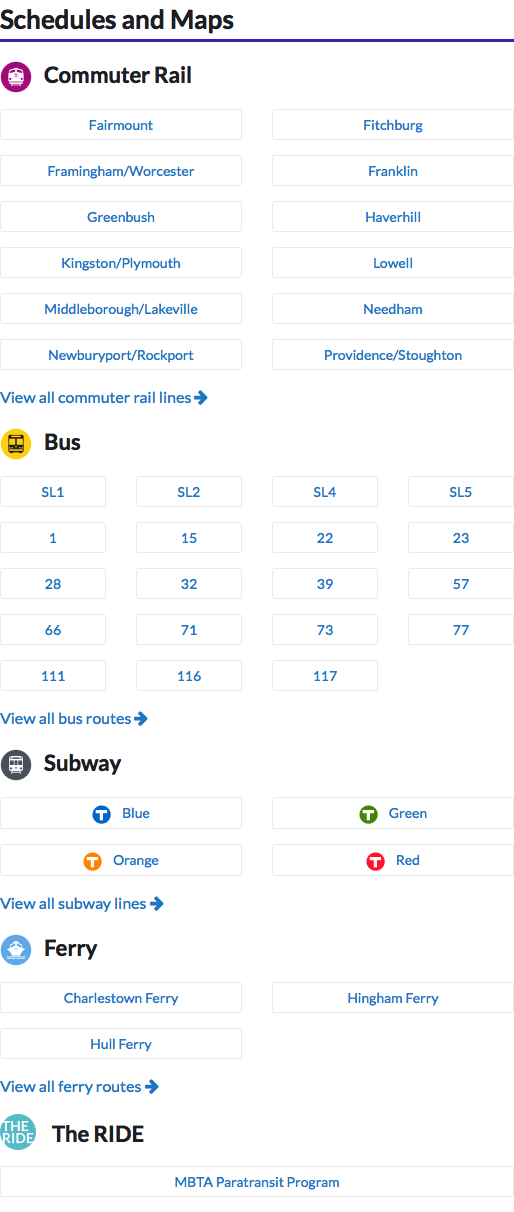 Schedules and Maps
Commuter Rail
Fairmount Fitchburg
Framingham/Worcester Franklin
Greenbush Haverhill
Kingston/Plymouth Lowell
Middleborough/Lakeville Needham
Newburyport/Rockport Providence/Stoughton
View all commuter rail lines
Bus
SL1 SL2 SL4 SL5
1 15 22 23
28 32 39 57
66 71 73 77
111 116 117
View all bus routes
Subway
T Blue T Green
T Orange T Red
View all subway lines
Ferry
Charlestown Ferry Hingham Ferry
Hull Ferry
View all ferry routes
THE
RIDE
The RIDE
MBTA Paratransit Program